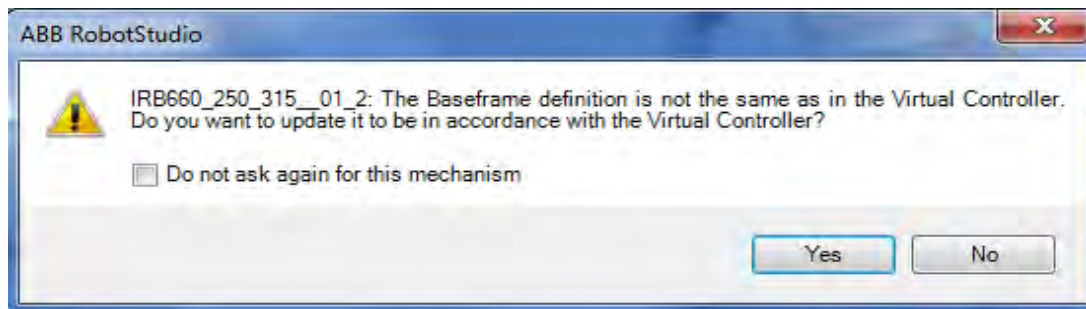 ABB RobotStudio
IRB660_250_315__01_2: The Baseframe definition is not the same as in the Virtual Controller.
Do you want to update it to be in accordance with the Virtual Controller?
Do not ask again for this mechanism
Yes No